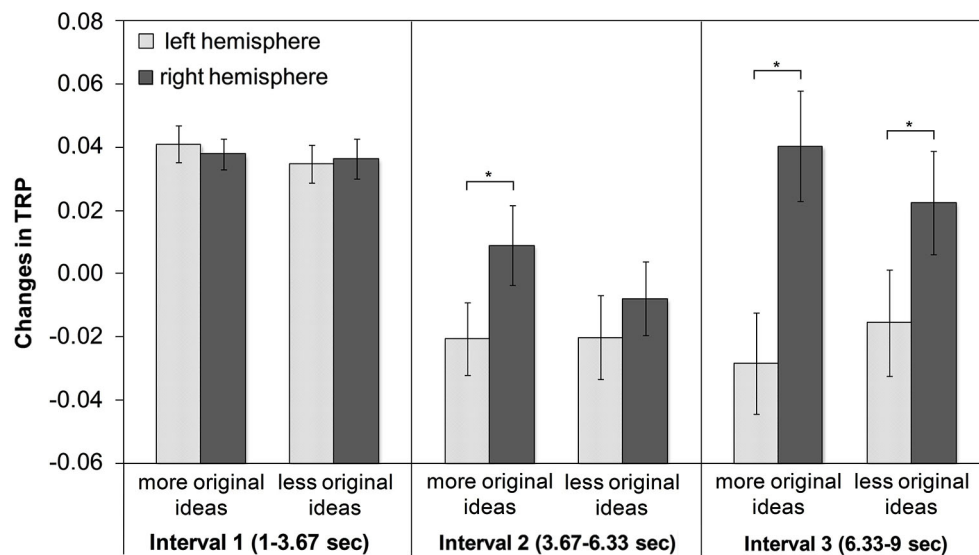 Changes in TRP
0.08
0.06
0.04
0.02
0.00
-0.02
-0.04
-0.06
left hemisphere
right hemisphere
*
*
*
more original
ideas
less original
ideas
more original
ideas
less original
ideas
more original
ideas
less original
ideas
Interval 1 (1-3.67 sec)
Interval 2 (3.67-6.33 sec)
Interval 3 (6.33-9 sec)